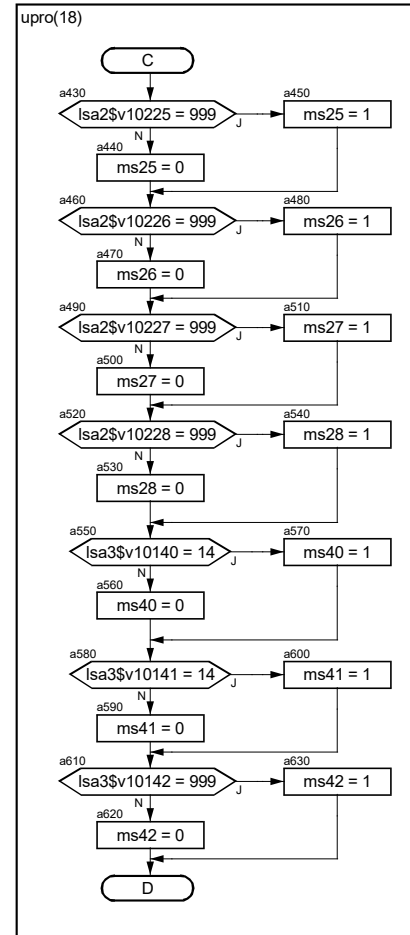 upro(18)
C
a430
lsa2$v10225 = 999
J
N
a450
ms25 = 1
a440
ms25 = 0
a460
lsa2$v10226 = 999
J
N
a480
ms26 = 1
a470
ms26 = 0
a490
lsa2$v10227 = 999
J
N
a510
ms27 = 1
a500
ms27 = 0
a520
lsa2$v10228 = 999
J
N
a540
ms28 = 1
a530
ms28 = 0
a550
lsa3$v10140 = 14
J
N
a570
ms40 = 1
a560
ms40 = 0
a580
lsa3$v10141 = 14
J
N
a600
ms41 = 1
a590
ms41 = 0
a610
lsa3$v10142 = 999
J
N
a630
ms42 = 1
a620
ms42 = 0
D